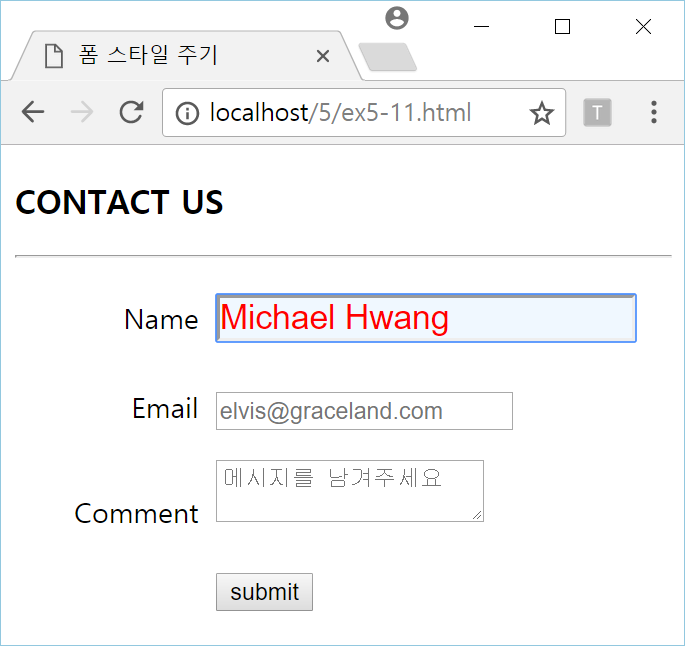 폼 스타일 주기
localhost/5/ex5-11.html
T
CONTACT US
Name Michael Hwang
Email elvis@graceland.com
Comment 메시지를 남겨주세요
submit